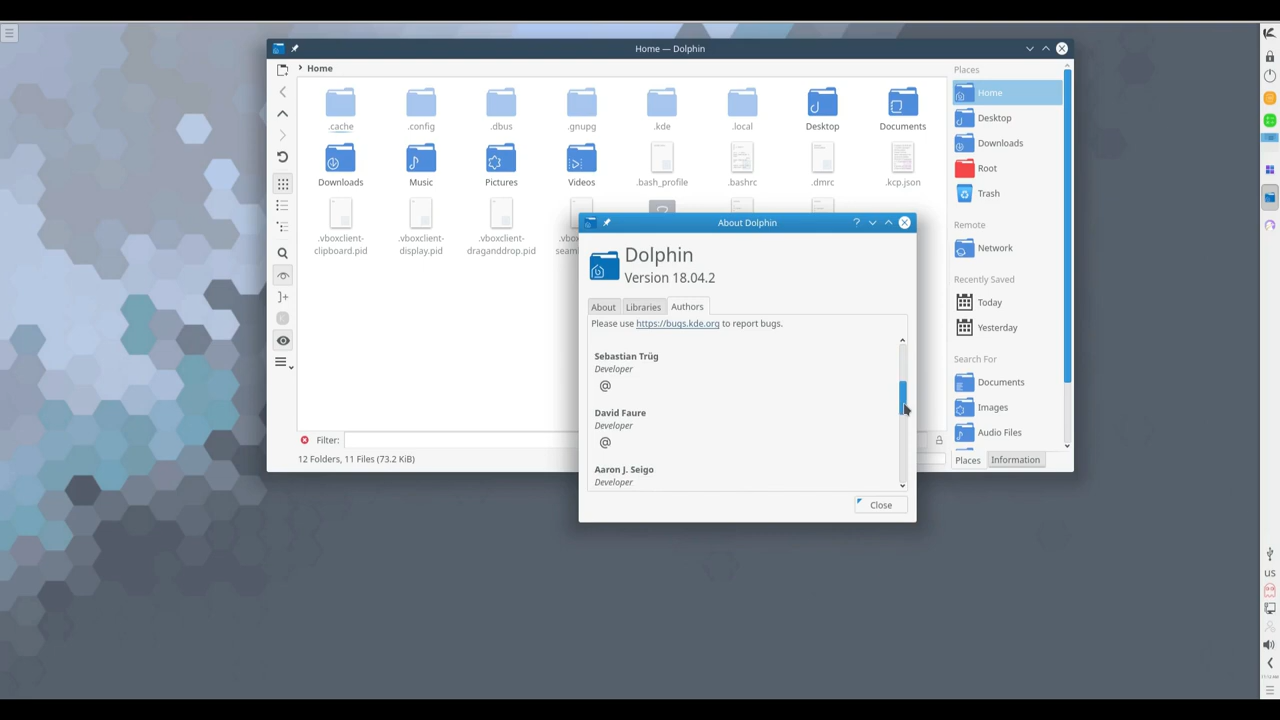 Home — Dolphin
Home
.cache
.config
.dbus
.gnupg
.kde
.local
Desktop
Documents
Downloads
Music
Pictures
Videos
.bash_profile
.bashrc
.dmrc
.kcp.json
.vboxclient-
clipboard.pid
.vboxclient-
display.pid
.vboxclient-
draganddrop.pid
Filter:
12 Folders, 11 Files (73.2 KiB)
Places
Home
Desktop
Downloads
Root
Trash
Remote
Network
Recently Saved
Today
Yesterday
Search For
Documents
Images
Audio Files
Places
Information
About Dolphin
Dolphin
Version 18.04.2
About
Libraries
Authors
Please use https://bugs.kde.org to report bugs.
Sebastian Trüg
Developer
@
David Faure
Developer
@
Aaron J. Seigo
Developer
Close
us